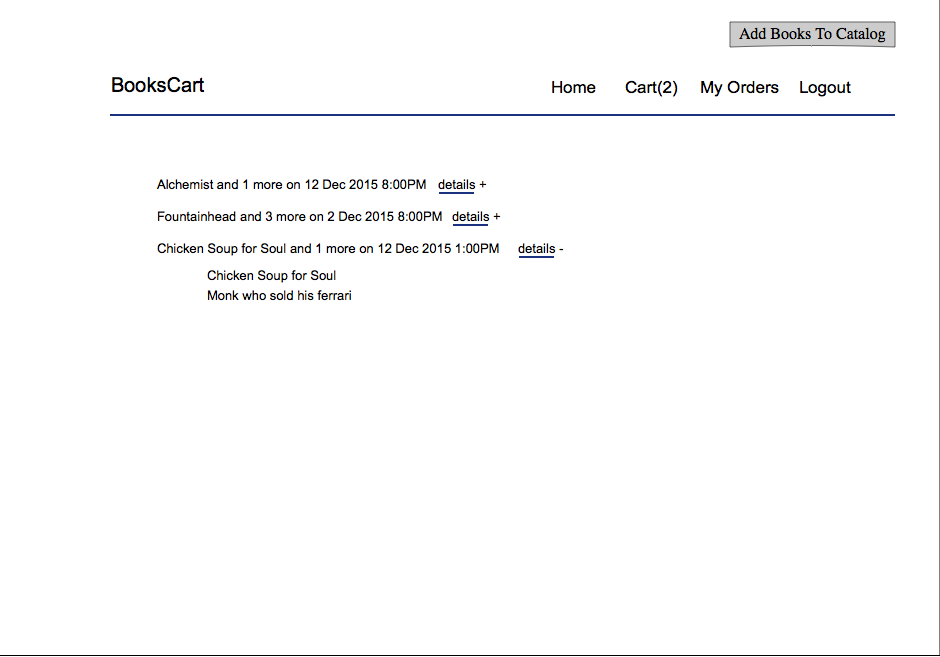 Add Books To Catalog
BooksCart Home Cart(2) My Orders Logout
Alchemist and 1 more on 12 Dec 2015 8:00PM details +
Fountainhead and 3 more on 2 Dec 2015 8:00PM details +
Chicken Soup for Soul and 1 more on 12 Dec 2015 1:00PM details -
Chicken Soup for Soul
Monk who sold his ferrari